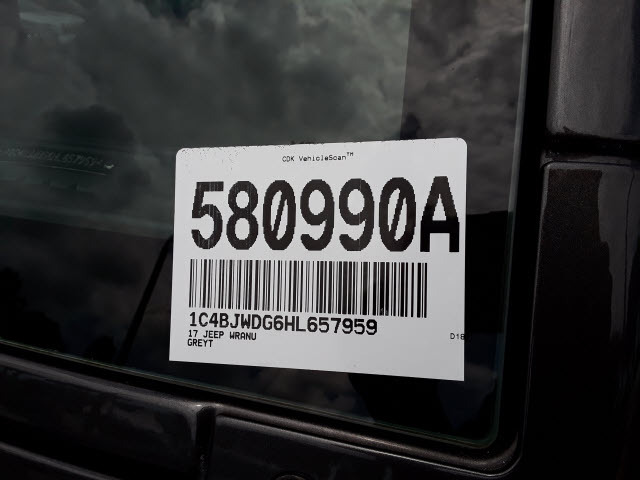 CDK VehicleScan™
580990A
1C4BJWDG6HL657959
17 JEEP WRANU
GREYT
D18